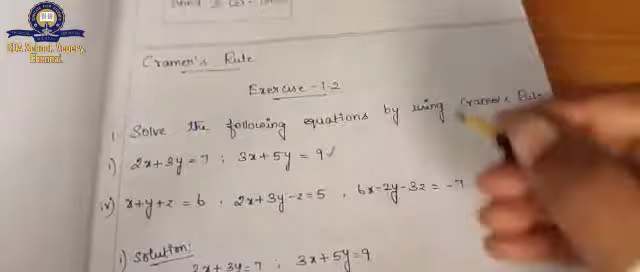 SBA School, Vepery,
Chennai.
Cramer's Rule
Exercise - 1.2
1. Solve the following equations by using Cramer's Rule
i) 2x+3y=7 ; 3x+5y=9✓
iv) x+y+z=6, 2x+3y-z=5, 6x-2y-3z=-7
i) Solution:
2x+3y=7 ; 3x+5y=9